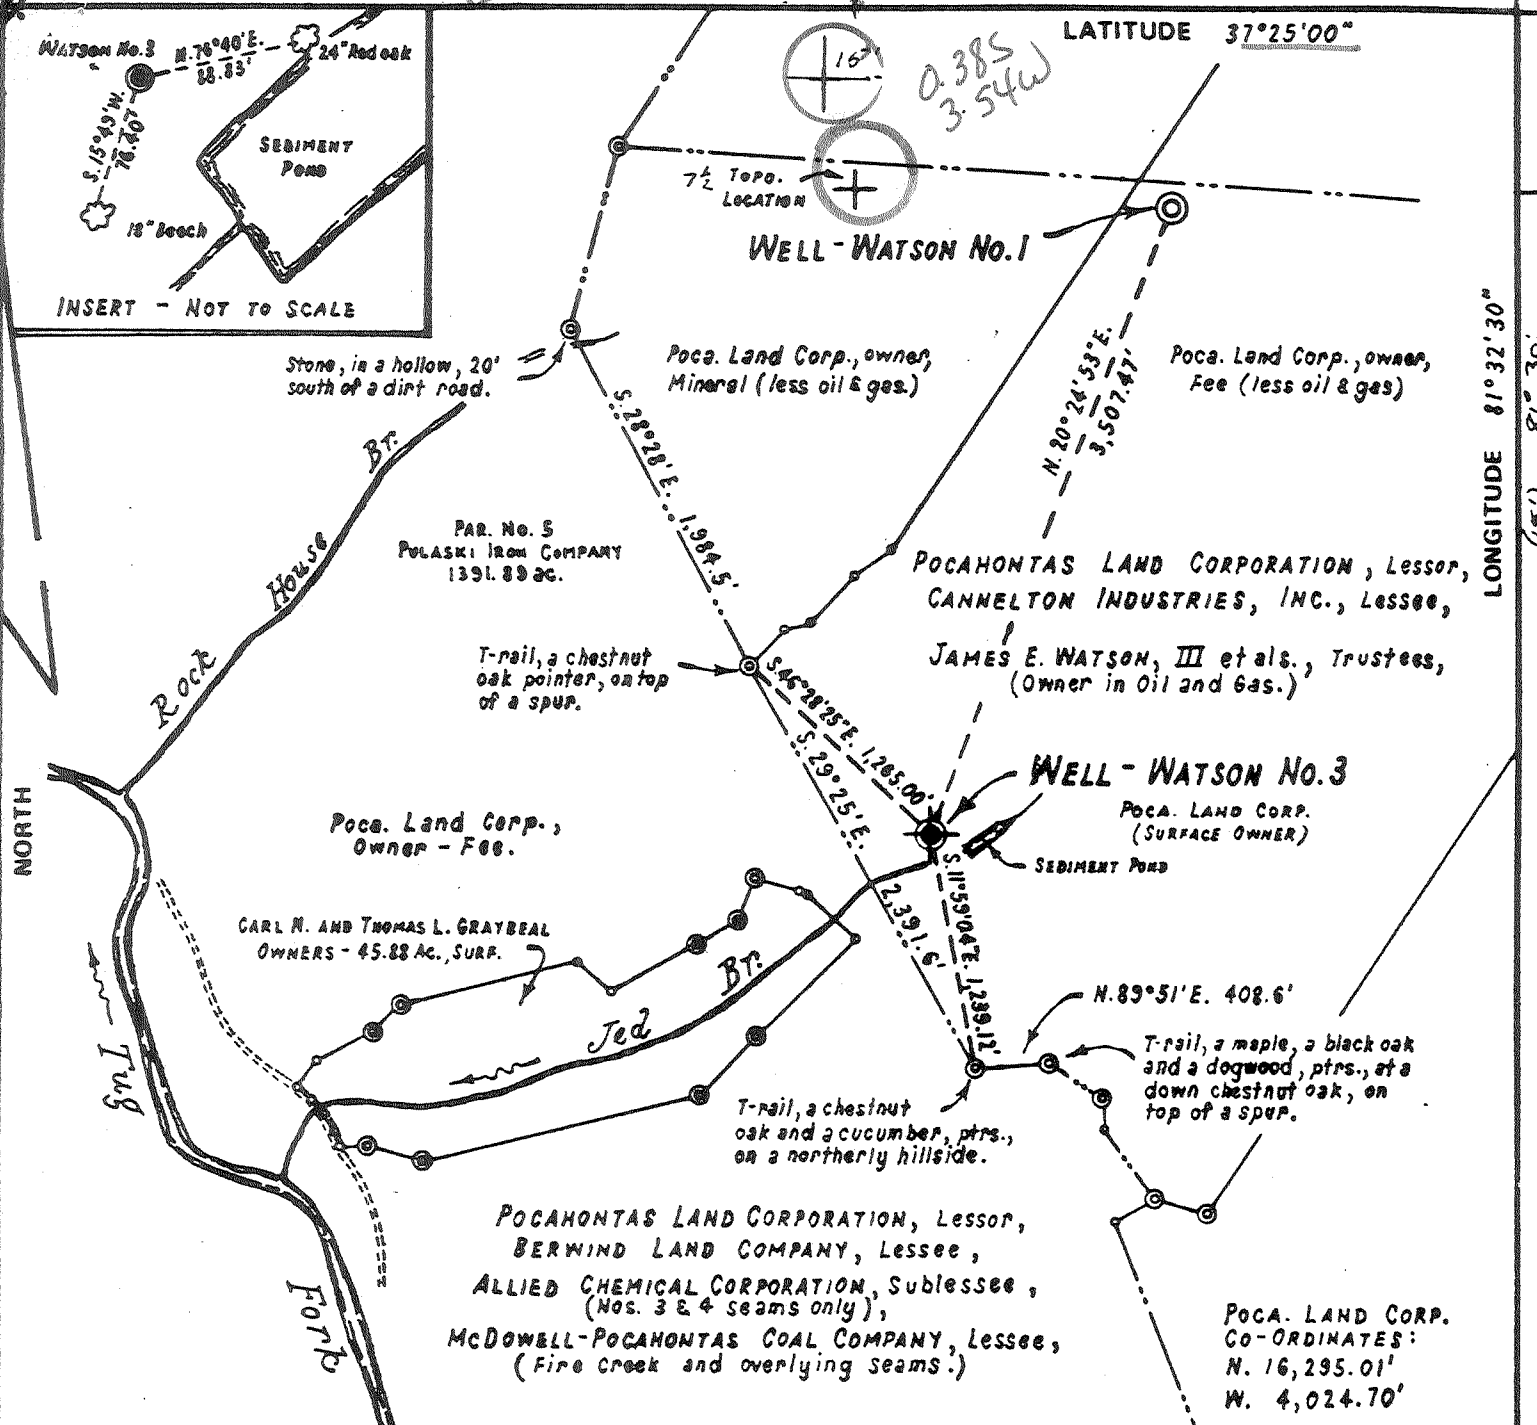 LATITUDE 37°25'00"
WATSON No.3
N.76°40'E.
88.83'
24" Red oak
S.15°49'W.
76.40'
SEDIMENT
POND
18" Beech
INSERT - NOT TO SCALE
15'
0.38S
3.54W
7½ TOPO.
LOCATION
WELL - WATSON No.1
LONGITUDE 81°32'30"
Stone, in a hollow, 20'
south of a dirt road.
Poca. Land Corp., owner,
Mineral (less oil & gas.)
Poca. Land Corp., owner,
Fee (less oil & gas)
N.20°24'53"E.
3,507.47'
S.28°28'E. 1,984.5'
Rock House Br.
PAR. No. 5
PULASKI IRON COMPANY
1391.89 ac.
POCAHONTAS LAND CORPORATION, Lessor,
CANNELTON INDUSTRIES, INC., Lessee,
JAMES E. WATSON, III et als., Trustees,
(Owner in Oil and Gas.)
T-rail, a chestnut
oak pointer, on top
of a spur.
S.46°28'25"E. 1,265.00'
S.29°25'E. 2,391.6'
WELL - WATSON No.3
POCA. LAND CORP.
(SURFACE OWNER)
SEDIMENT POND
NORTH
Poca. Land Corp.,
Owner - Fee.
S.11°59'04"E. 1,239.12'
CARL M. AND THOMAS L. GRAYBEAL
OWNERS - 45.88 Ac., SURF.
Jed Br.
N.89°51'E. 408.6'
T-rail, a maple, a black oak
and a dogwood, ptrs., at a
down chestnut oak, on
top of a spur.
T-rail, a chestnut
oak and a cucumber, ptrs.,
on a northerly hillside.
Tug Fork
POCAHONTAS LAND CORPORATION, Lessor,
BERWIND LAND COMPANY, Lessee,
ALLIED CHEMICAL CORPORATION, Sublessee,
(Nos. 3 & 4 seams only),
McDOWELL-POCAHONTAS COAL COMPANY, Lessee,
(Fire Creek and overlying seams.)
POCA. LAND CORP.
CO-ORDINATES:
N. 16,295.01'
W. 4,024.70'